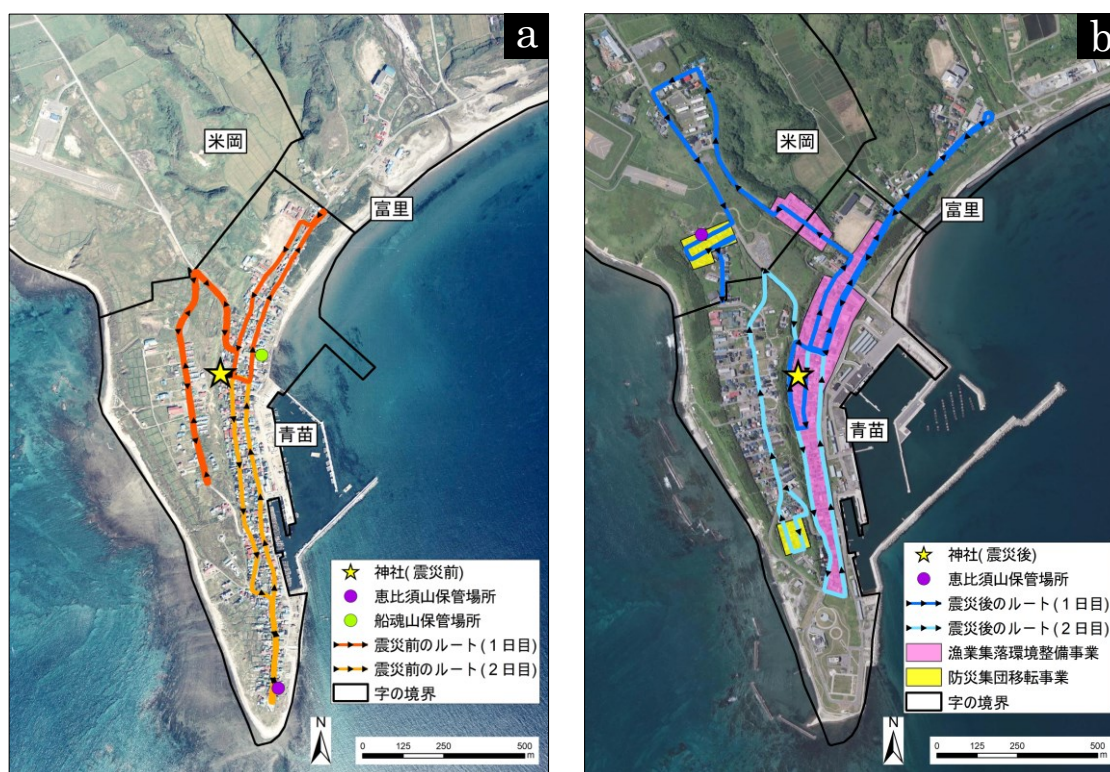 a
米岡
富里
青苗
神社(震災前)
恵比須山保管場所
船魂山保管場所
震災前のルート(1日目)
震災前のルート(2日目)
字の境界
N
0 125 250 500
m
b
米岡
富里
青苗
神社(震災後)
恵比須山保管場所
震災後のルート(1日目)
震災後のルート(2日目)
漁業集落環境整備事業
防災集団移転事業
字の境界
N
0 125 250 500
m